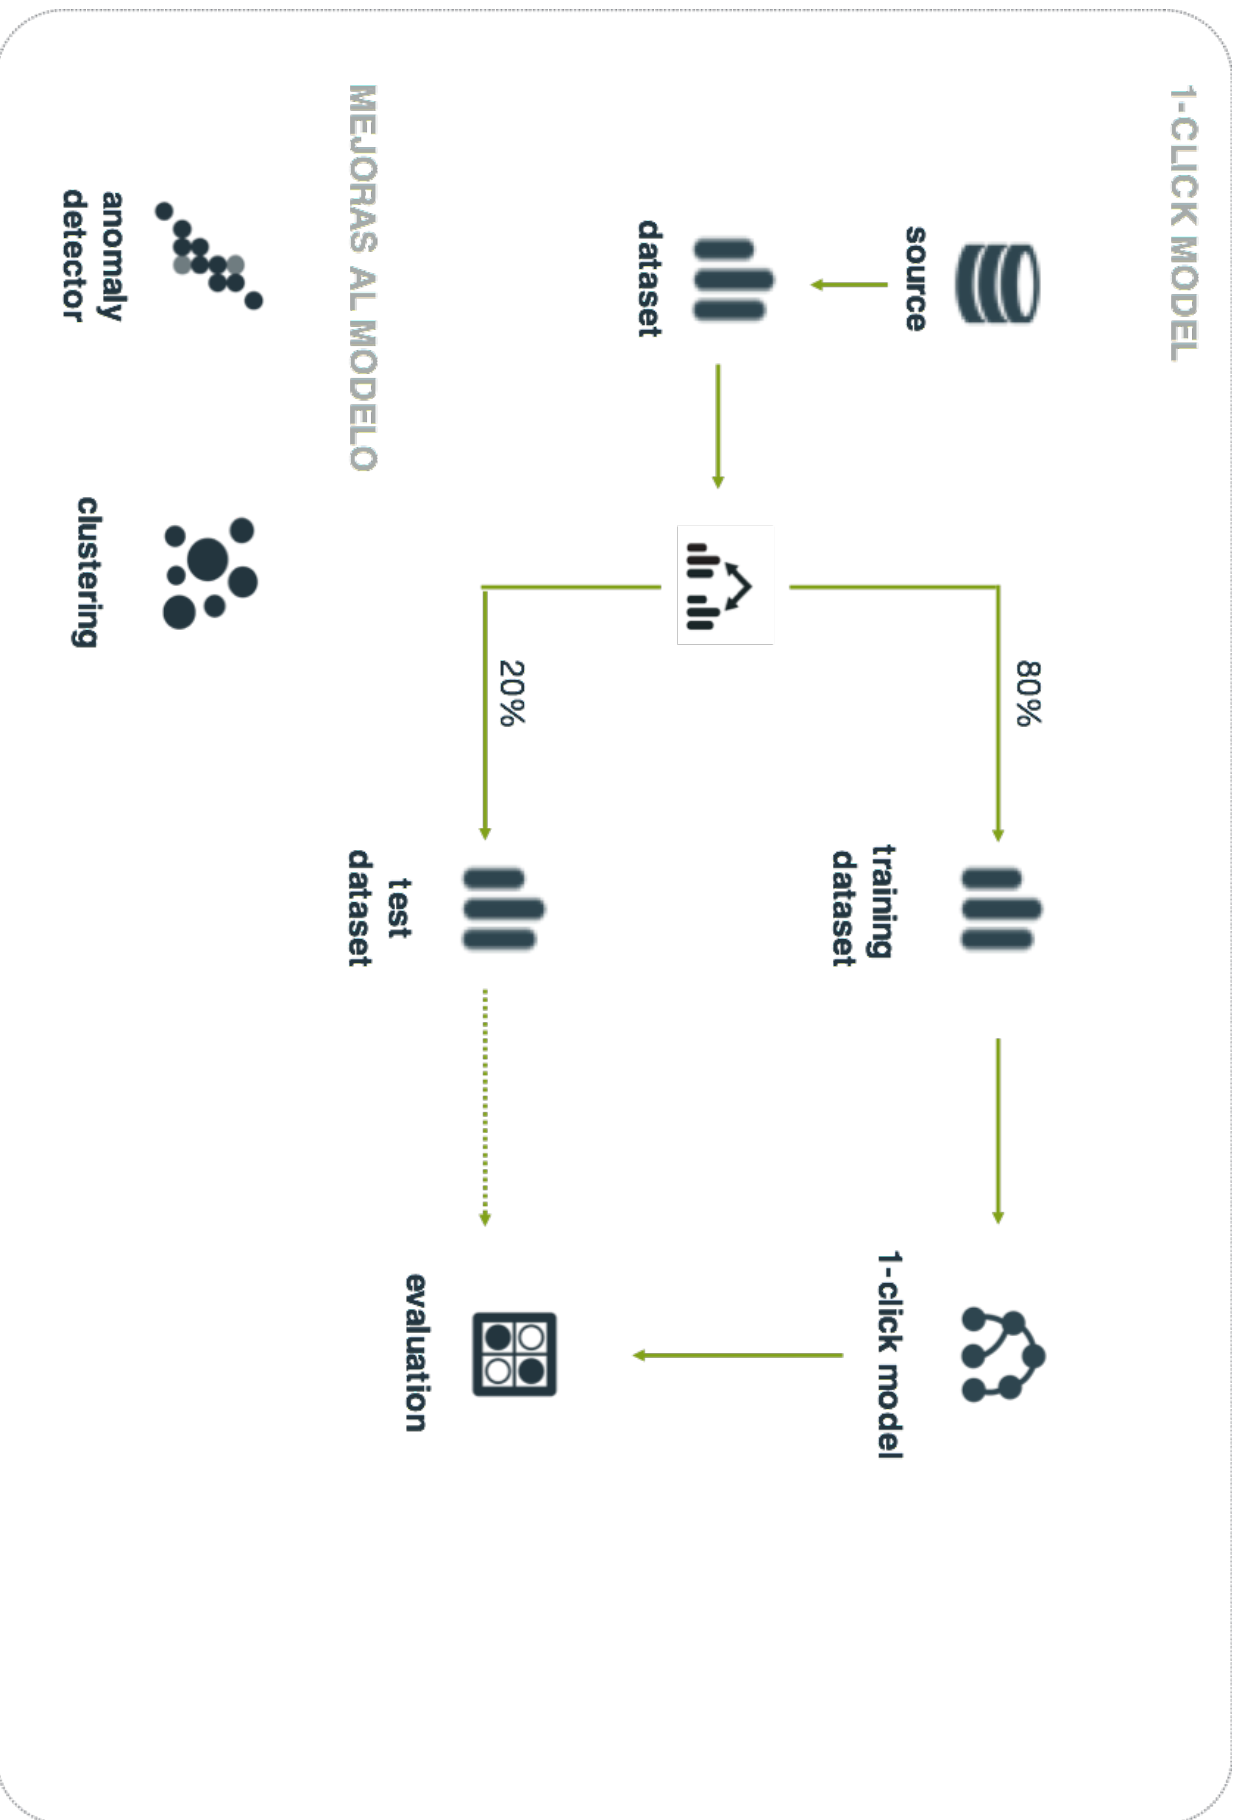 1-CLICK MODEL
source
dataset
80%
20%
training
dataset
test
dataset
1-click model
evaluation
MEJORAS AL MODELO
anomaly
detector
clustering